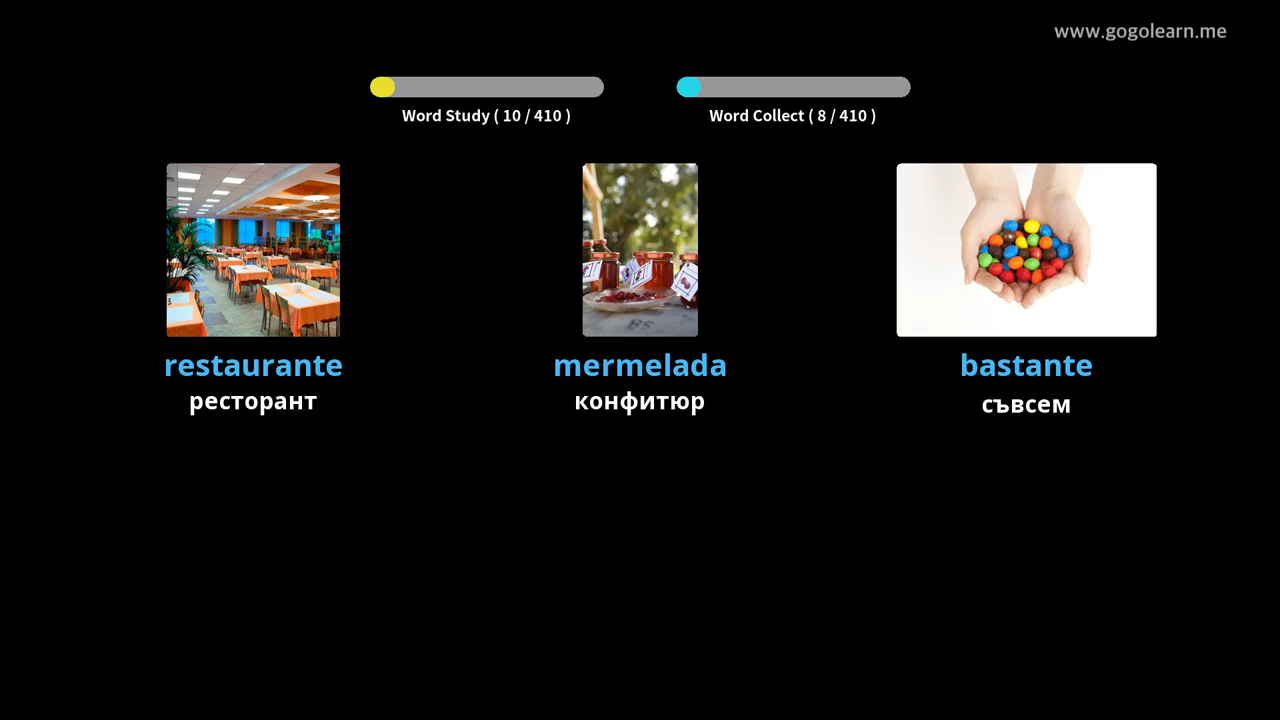 www.gogolearn.me
Word Study ( 10 / 410 )
Word Collect ( 8 / 410 )
restaurante
ресторант
mermelada
конфитюр
bastante
съвсем